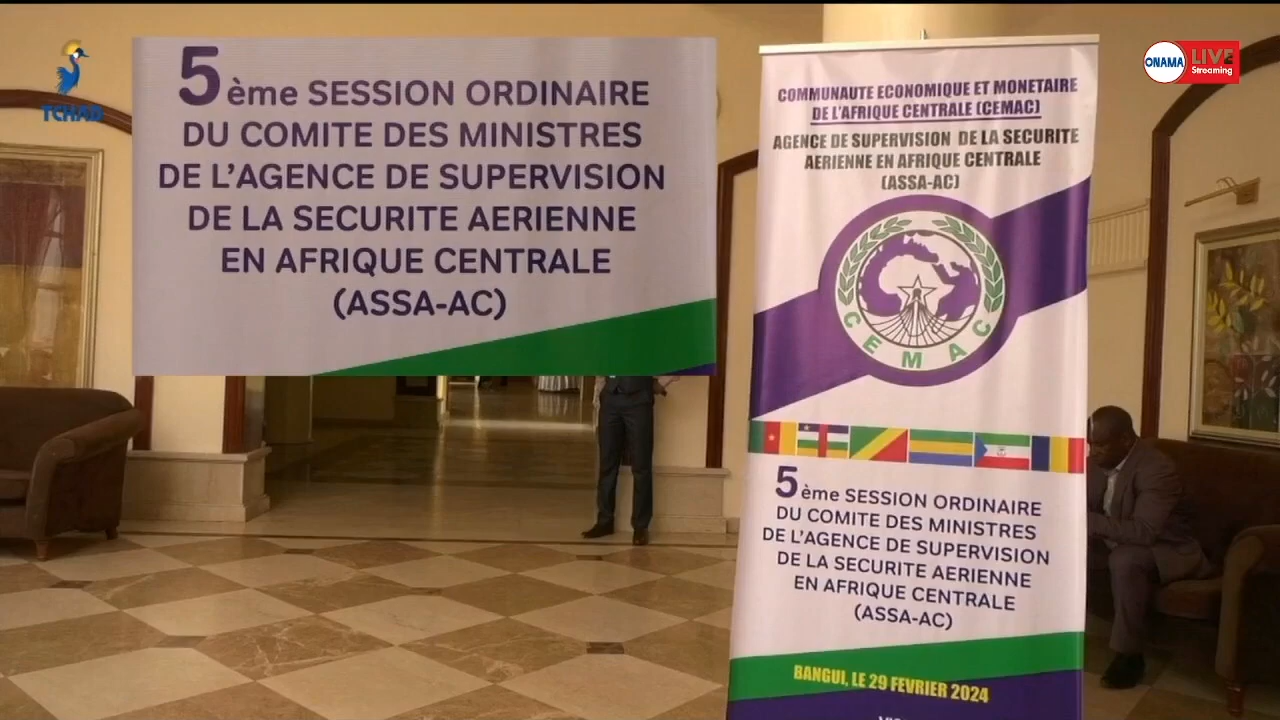 TCHAD
5ème SESSION ORDINAIRE
DU COMITE DES MINISTRES
DE L'AGENCE DE SUPERVISION
DE LA SECURITE AERIENNE
EN AFRIQUE CENTRALE
(ASSA-AC)
ONAMA LIVE
Streaming
COMMUNAUTE ECONOMIQUE ET MONETAIRE
DE L'AFRIQUE CENTRALE (CEMAC)
AGENCE DE SUPERVISION DE LA SECURITE
AERIENNE EN AFRIQUE CENTRALE
(ASSA-AC)
CEMAC
5ème SESSION ORDINAIRE
DU COMITE DES MINISTRES
DE L'AGENCE DE SUPERVISION
DE LA SECURITE AERIENNE
EN AFRIQUE CENTRALE
(ASSA-AC)
BANGUI, LE 29 FEVRIER 2024